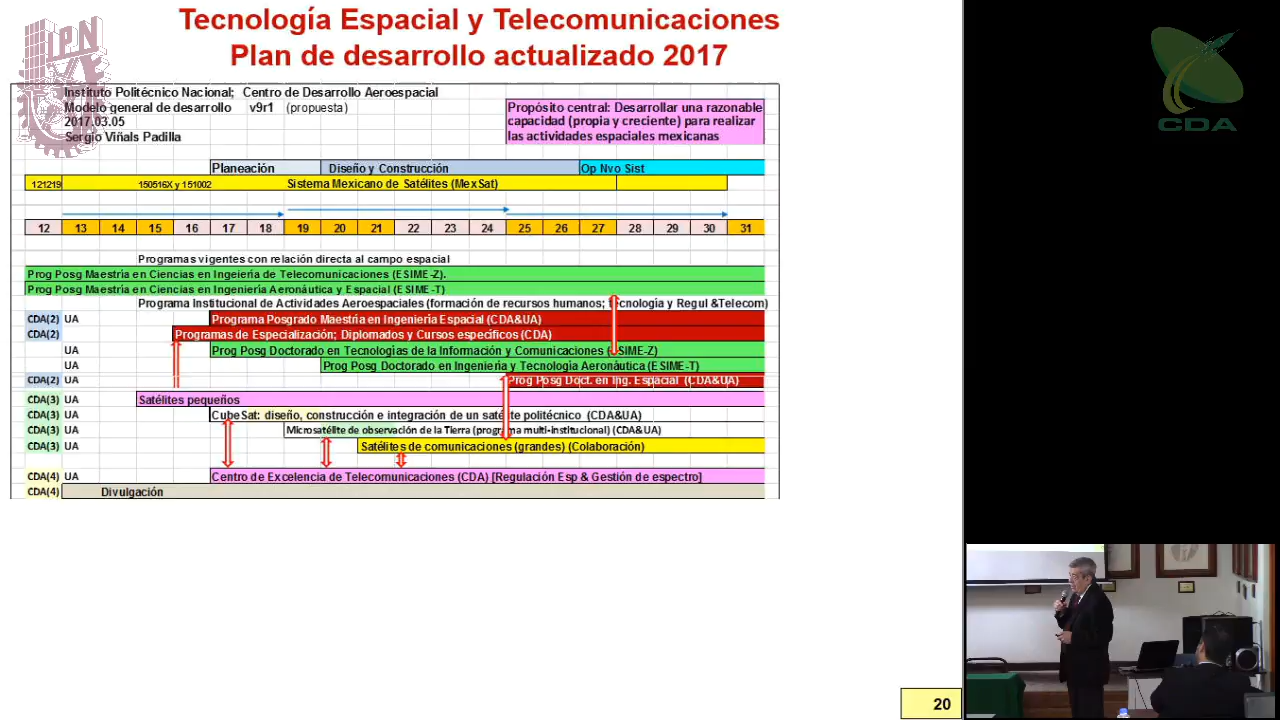 Tecnología Espacial y Telecomunicaciones
Plan de desarrollo actualizado 2017
IPN
CDA
Instituto Politécnico Nacional; Centro de Desarrollo Aeroespacial
Modelo general de desarrollo v9r1 (propuesta)
2017.03.05
Sergio Viñals Padilla
Propósito central: Desarrollar una razonable
capacidad (propia y creciente) para realizar
las actividades espaciales mexicanas
Planeación Diseño y Construcción Op Nvo Sist
121219 150516X y 151002 Sistema Mexicano de Satélites (MexSat)
12 13 14 15 16 17 18 19 20 21 22 23 24 25 26 27 28 29 30 31
Programas vigentes con relación directa al campo espacial
Prog Posg Maestría en Ciencias en Ingeiería de Telecomunicaciones (ESIME-Z).
Prog Posg Maestría en Ciencias en Ingeniería Aeronáutica y Espacial (ESIME-T)
Programa Institucional de Actividades Aeroespaciales (formación de recursos humanos; tecnología y Regul &Telecom)
CDA(2) UA Programa Posgrado Maestría en Ingeniería Espacial (CDA&UA)
CDA(2) Programas de Especialización; Diplomados y Cursos específicos (CDA)
UA Prog Posg Doctorado en Tecnologías de la Información y Comunicaciones (ESIME-Z)
UA Prog Posg Doctorado en Ingeniería y Tecnología Aeronáutica (ESIME-T)
CDA(2) UA Prog Posg Doct. en Ing. Espacial (CDA&UA)
CDA(3) UA Satélites pequeños
CDA(3) UA CubeSat: diseño, construcción e integración de un satélite politécnico (CDA&UA)
CDA(3) UA Microsatélite de observación de la Tierra (programa multi-institucional) (CDA&UA)
CDA(3) UA Satélites de comunicaciones (grandes) (Colaboración)
CDA(4) UA Centro de Excelencia de Telecomunicaciones (CDA) [Regulación Esp & Gestión de espectro]
CDA(4) Divulgación
20